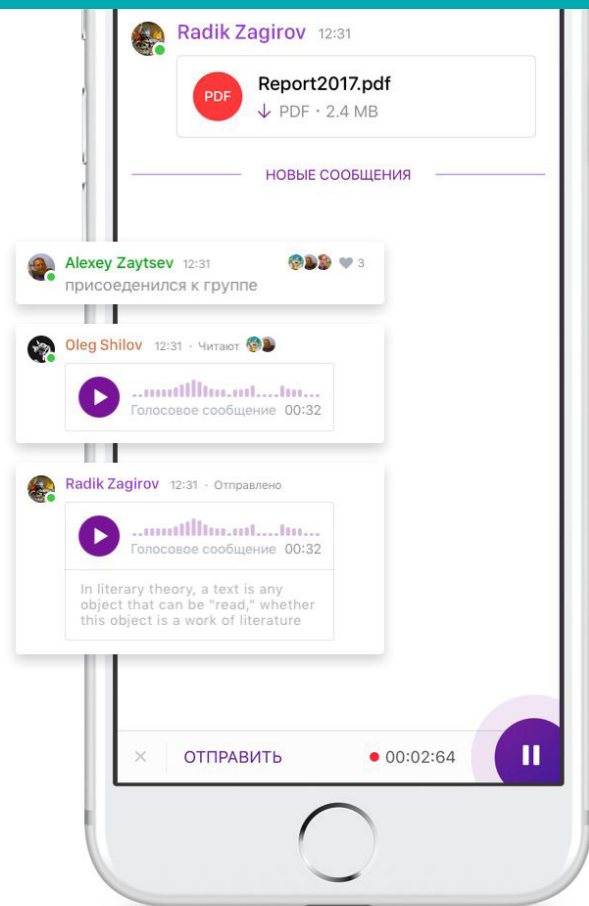 Radik Zagirov 12:31
PDF
Report2017.pdf
↓ PDF · 2.4 MB
НОВЫЕ СООБЩЕНИЯ
Alexey Zaytsev 12:31 3
присоеденился к группе
Oleg Shilov 12:31 · Читают
Голосовое сообщение 00:32
Radik Zagirov 12:31 · Отправлено
Голосовое сообщение 00:32
In literary theory, a text is any
object that can be "read," whether
this object is a work of literature
× ОТПРАВИТЬ 00:02:64